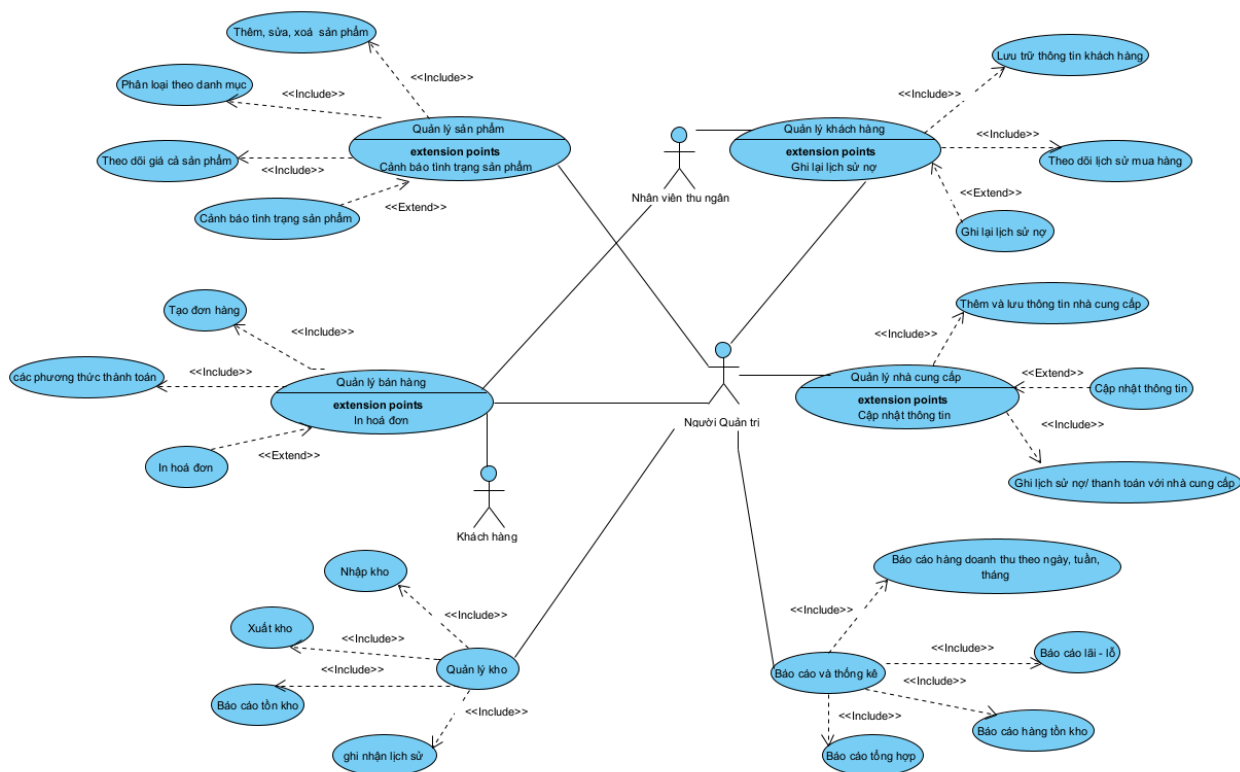 Thêm, sửa, xoá sản phẩm
<<Include>>
Phân loại theo danh mục
<<Include>>
Quản lý sản phẩm
extension points
Cảnh báo tình trạng sản phẩm
Theo dõi giá cả sản phẩm
<<Include>>
Cảnh báo tình trạng sản phẩm
<<Extend>>
Nhân viên thu ngân
Lưu trữ thông tin khách hàng
<<Include>>
Quản lý khách hàng
extension points
Ghi lại lịch sử nợ
<<Include>>
Theo dõi lịch sử mua hàng
<<Extend>>
Ghi lại lịch sử nợ
Tạo đơn hàng
<<Include>>
các phương thức thành toán
<<Include>>
Quản lý bán hàng
extension points
In hoá đơn
In hoá đơn
<<Extend>>
Khách hàng
Người Quản trị
Thêm và lưu thông tin nhà cung cấp
<<Include>>
Quản lý nhà cung cấp
extension points
Cập nhật thông tin
<<Extend>>
Cập nhật thông tin
<<Include>>
Ghi lịch sử nợ/ thanh toán với nhà cung cấp
Nhập kho
<<Include>>
Xuất kho
<<Include>>
Quản lý kho
<<Include>>
Báo cáo tồn kho
<<Include>>
ghi nhận lịch sử
Báo cáo hàng doanh thu theo ngày, tuần,
tháng
<<Include>>
Báo cáo và thống kê
<<Include>>
Báo cáo lãi - lỗ
<<Include>>
Báo cáo hàng tồn kho
<<Include>>
Báo cáo tổng hợp